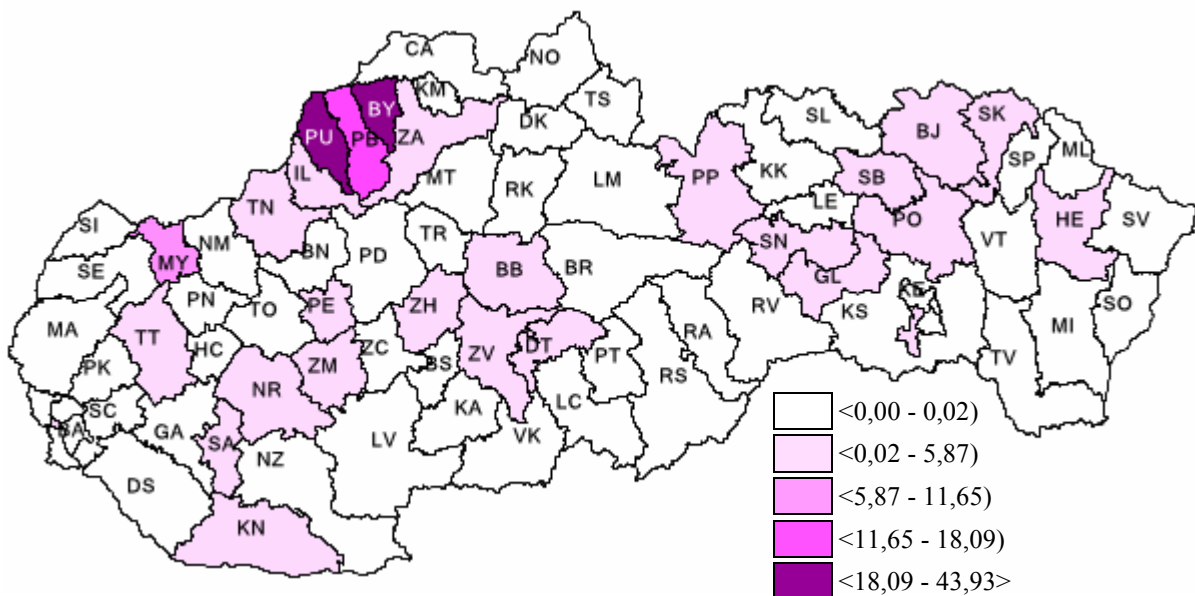 CA
NO
KM
TS
BY
PU
PB
ZA
DK
SL
BJ
SK
SP
ML
IL
MT
RK
LM
PP
KK
SB
LE
PO
HE
SV
TN
SI
NM
BN
PD
TR
SN
VT
MY
SE
BB
BR
GL
PN
PE
TO
ZH
RV
KS
KE
SO
MA
TT
HC
ZM
ZC
BS
ZV
DT
PT
RA
MI
TV
PK
NR
KA
LC
RS
SC
BA
GA
SA
NZ
LV
VK
DS
KN
<0,00 - 0,02)
<0,02 - 5,87)
<5,87 - 11,65)
<11,65 - 18,09)
<18,09 - 43,93>